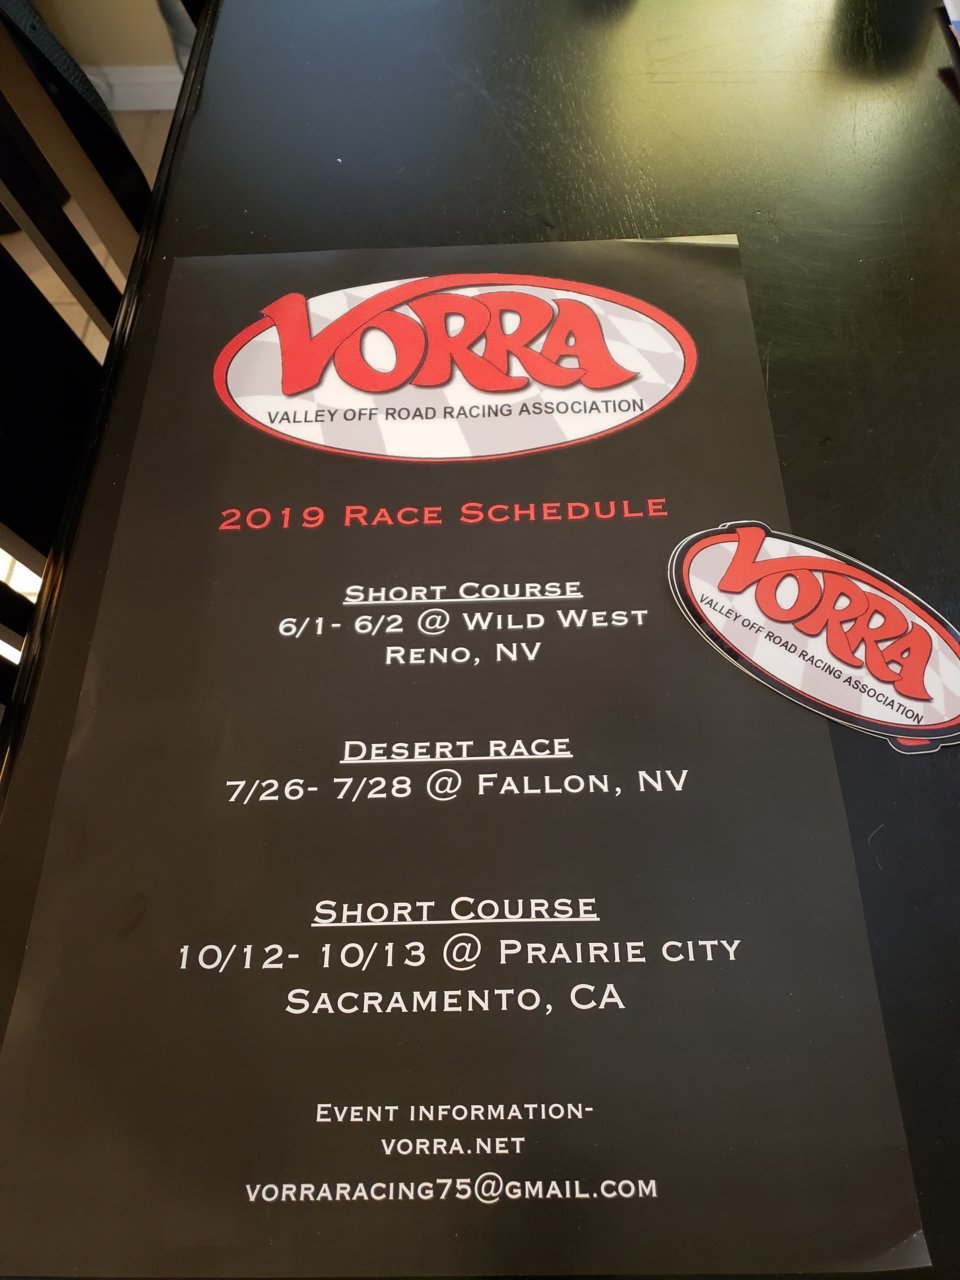 VORRA
VALLEY OFF ROAD RACING ASSOCIATION
2019 RACE SCHEDULE
SHORT COURSE
6/1- 6/2 @ WILD WEST
RENO, NV
DESERT RACE
7/26- 7/28 @ FALLON, NV
SHORT COURSE
10/12- 10/13 @ PRAIRIE CITY
SACRAMENTO, CA
EVENT INFORMATION-
VORRA.NET
VORRARACING75@GMAIL.COM
VORRA
VALLEY OFF ROAD RACING ASSOCIATION